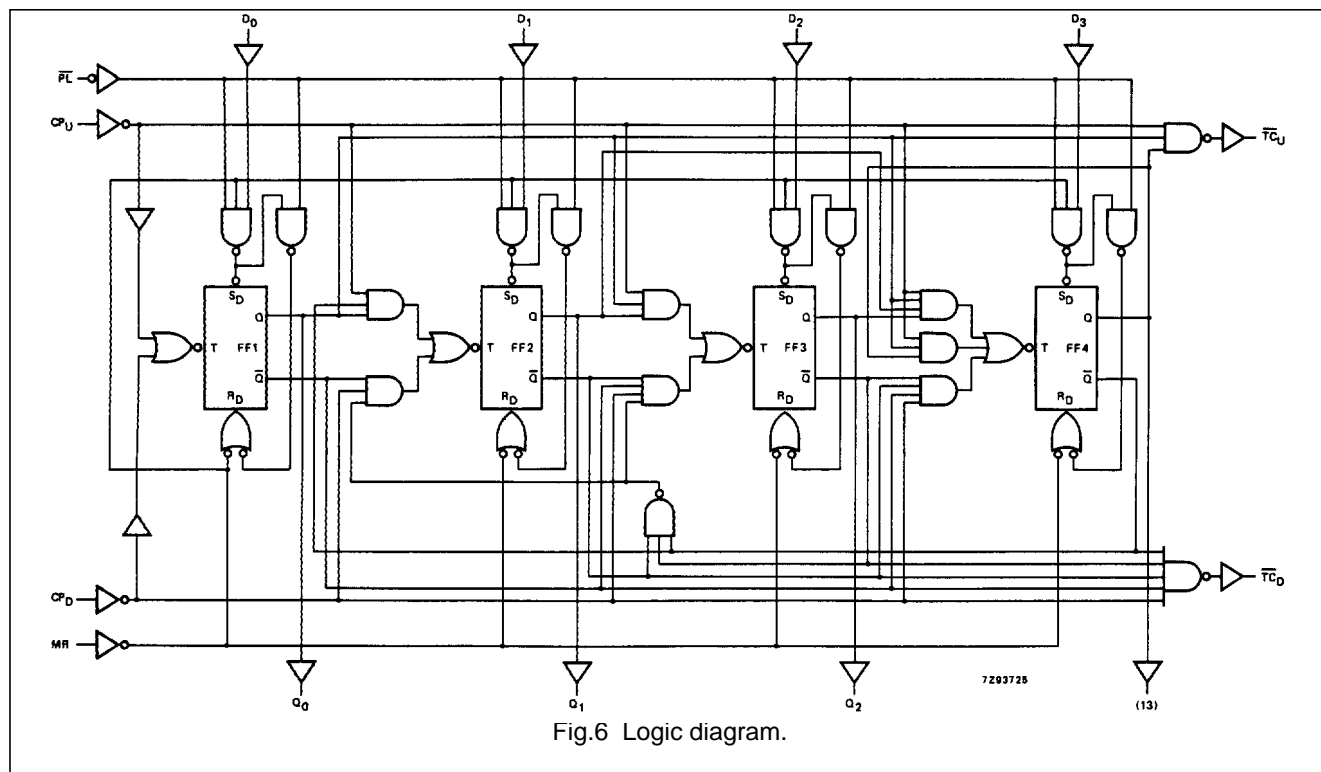 D0 D1 D2 D3
PL
CPU
TCU
SD SD SD SD
Q Q Q Q
T FF1 T FF2 T FF3 T FF4
Q Q Q Q
RD RD RD RD
CPD
TCD
MR
7Z93725
Q0 Q1 Q2 (13)
Fig.6 Logic diagram.